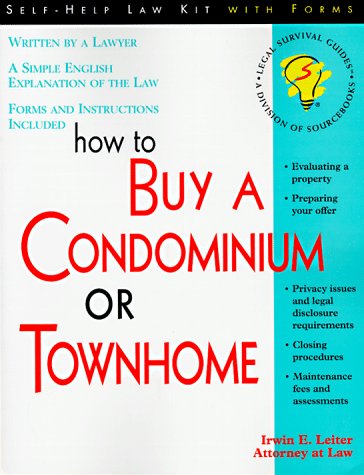 Self-Help Law Kit with Forms
Written by a Lawyer
A Simple English
Explanation of the Law
Forms and Instructions
Included
Legal Survival Guides
A Division of Sourcebooks
S
®
how to
Buy a
Condominium
or
Townhome
• Evaluating a
property
• Preparing
your offer
• Privacy issues
and legal
disclosure
requirements
• Closing
procedures
• Maintenance
fees and
assessments
Irwin E. Leiter
Attorney at Law